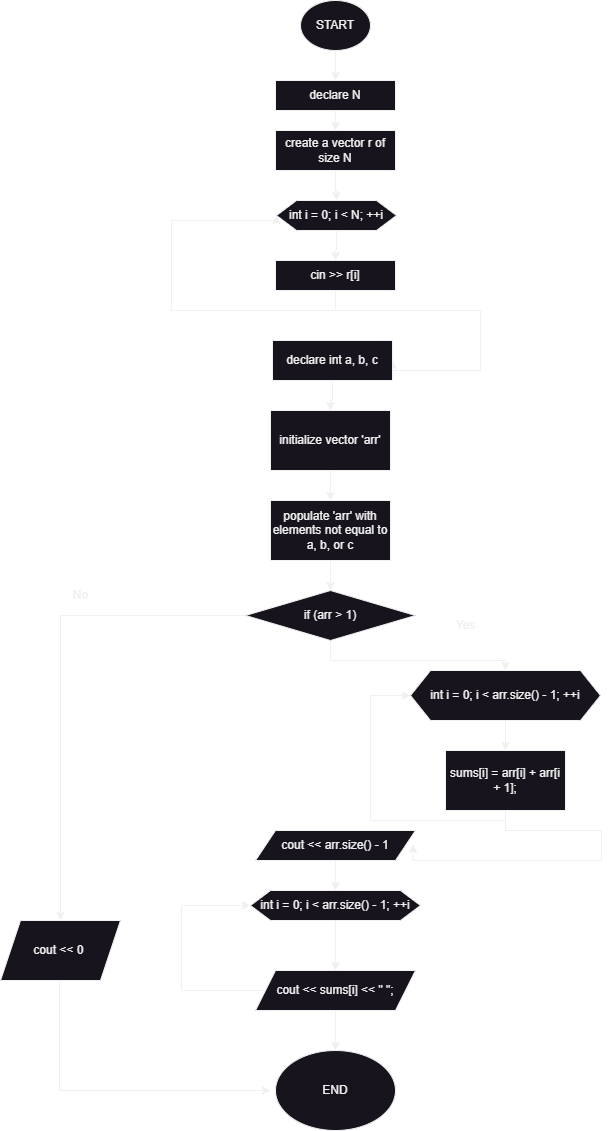 START
declare N
create a vector r of
size N
int i = 0; i < N; ++i
cin >> r[i]
declare int a, b, c
initialize vector 'arr'
populate 'arr' with
elements not equal to
a, b, or c
No
if (arr > 1)
Yes
int i = 0; i < arr.size() - 1; ++i
sums[i] = arr[i] + arr[i
+ 1];
cout << arr.size() - 1
int i = 0; i < arr.size() - 1; ++i
cout << 0
cout << sums[i] << " ";
END